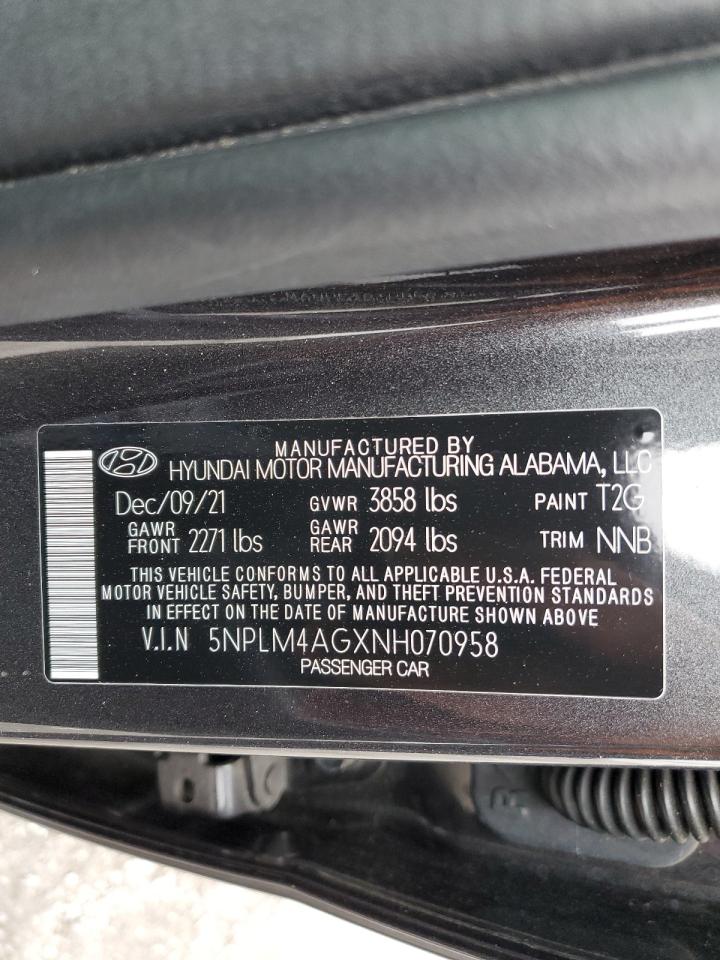 MANUFACTURED BY
HYUNDAI MOTOR MANUFACTURING ALABAMA, LLC
Dec/09/21 GVWR 3858 lbs PAINT T2G
GAWR FRONT 2271 lbs GAWR REAR 2094 lbs TRIM NNB
THIS VEHICLE CONFORMS TO ALL APPLICABLE U.S.A. FEDERAL
MOTOR VEHICLE SAFETY, BUMPER, AND THEFT PREVENTION STANDARDS
IN EFFECT ON THE DATE OF MANUFACTURE SHOWN ABOVE
V.I.N 5NPLM4AGXNH070958
PASSENGER CAR